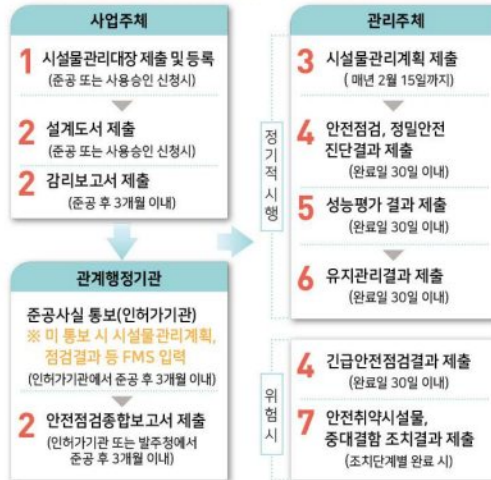 사업주체
1 시설물관리대장 제출 및 등록
(준공 또는 사용승인 신청시)
2 설계도서 제출
(준공 또는 사용승인 신청시)
2 감리보고서 제출
(준공 후 3개월 이내)
관계행정기관
준공사실 통보(인허가기관)
※ 미 통보 시 시설물관리계획,
점검결과 등 FMS 입력
(인허가기관에서 준공 후 3개월 이내)
2 안전점검종합보고서 제출
(인허가기관 또는 발주청에서
준공 후 3개월 이내)
정기적시행
관리주체
3 시설물관리계획 제출
( 매년 2월 15일까지)
4 안전점검, 정밀안전
진단결과 제출
(완료일 30일 이내)
5 성능평가 결과 제출
(완료일 30일 이내)
6 유지관리결과 제출
(완료일 30일 이내)
위험시
4 긴급안전점검결과 제출
(완료일 30일 이내)
7 안전취약시설물,
중대결함 조치결과 제출
(조치단계별 완료 시)